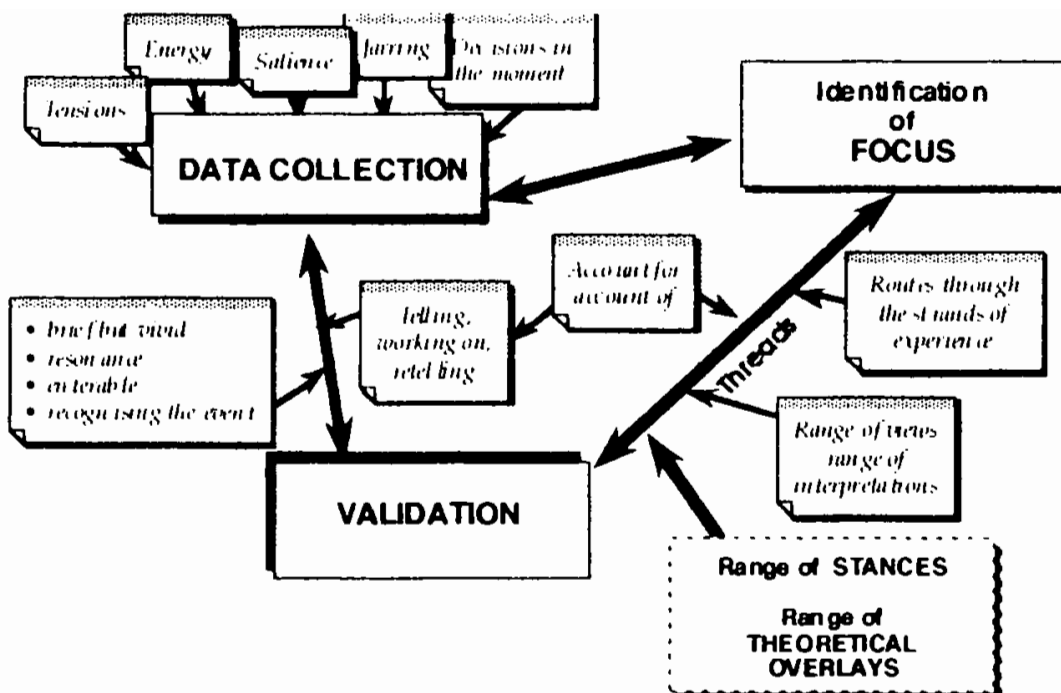 Energy
Salience
Jarring
Decisions in
the moment
Tensions
DATA COLLECTION
Identification
of
FOCUS
Account for
account of
Telling,
working on,
retelling
• brief but vivid
• resonance
• enterable
• recognising the event
Routes through
the strands of
experience
Threads
Range of views
range of
interpretations
VALIDATION
Range of STANCES
Range of
THEORETICAL
OVERLAYS